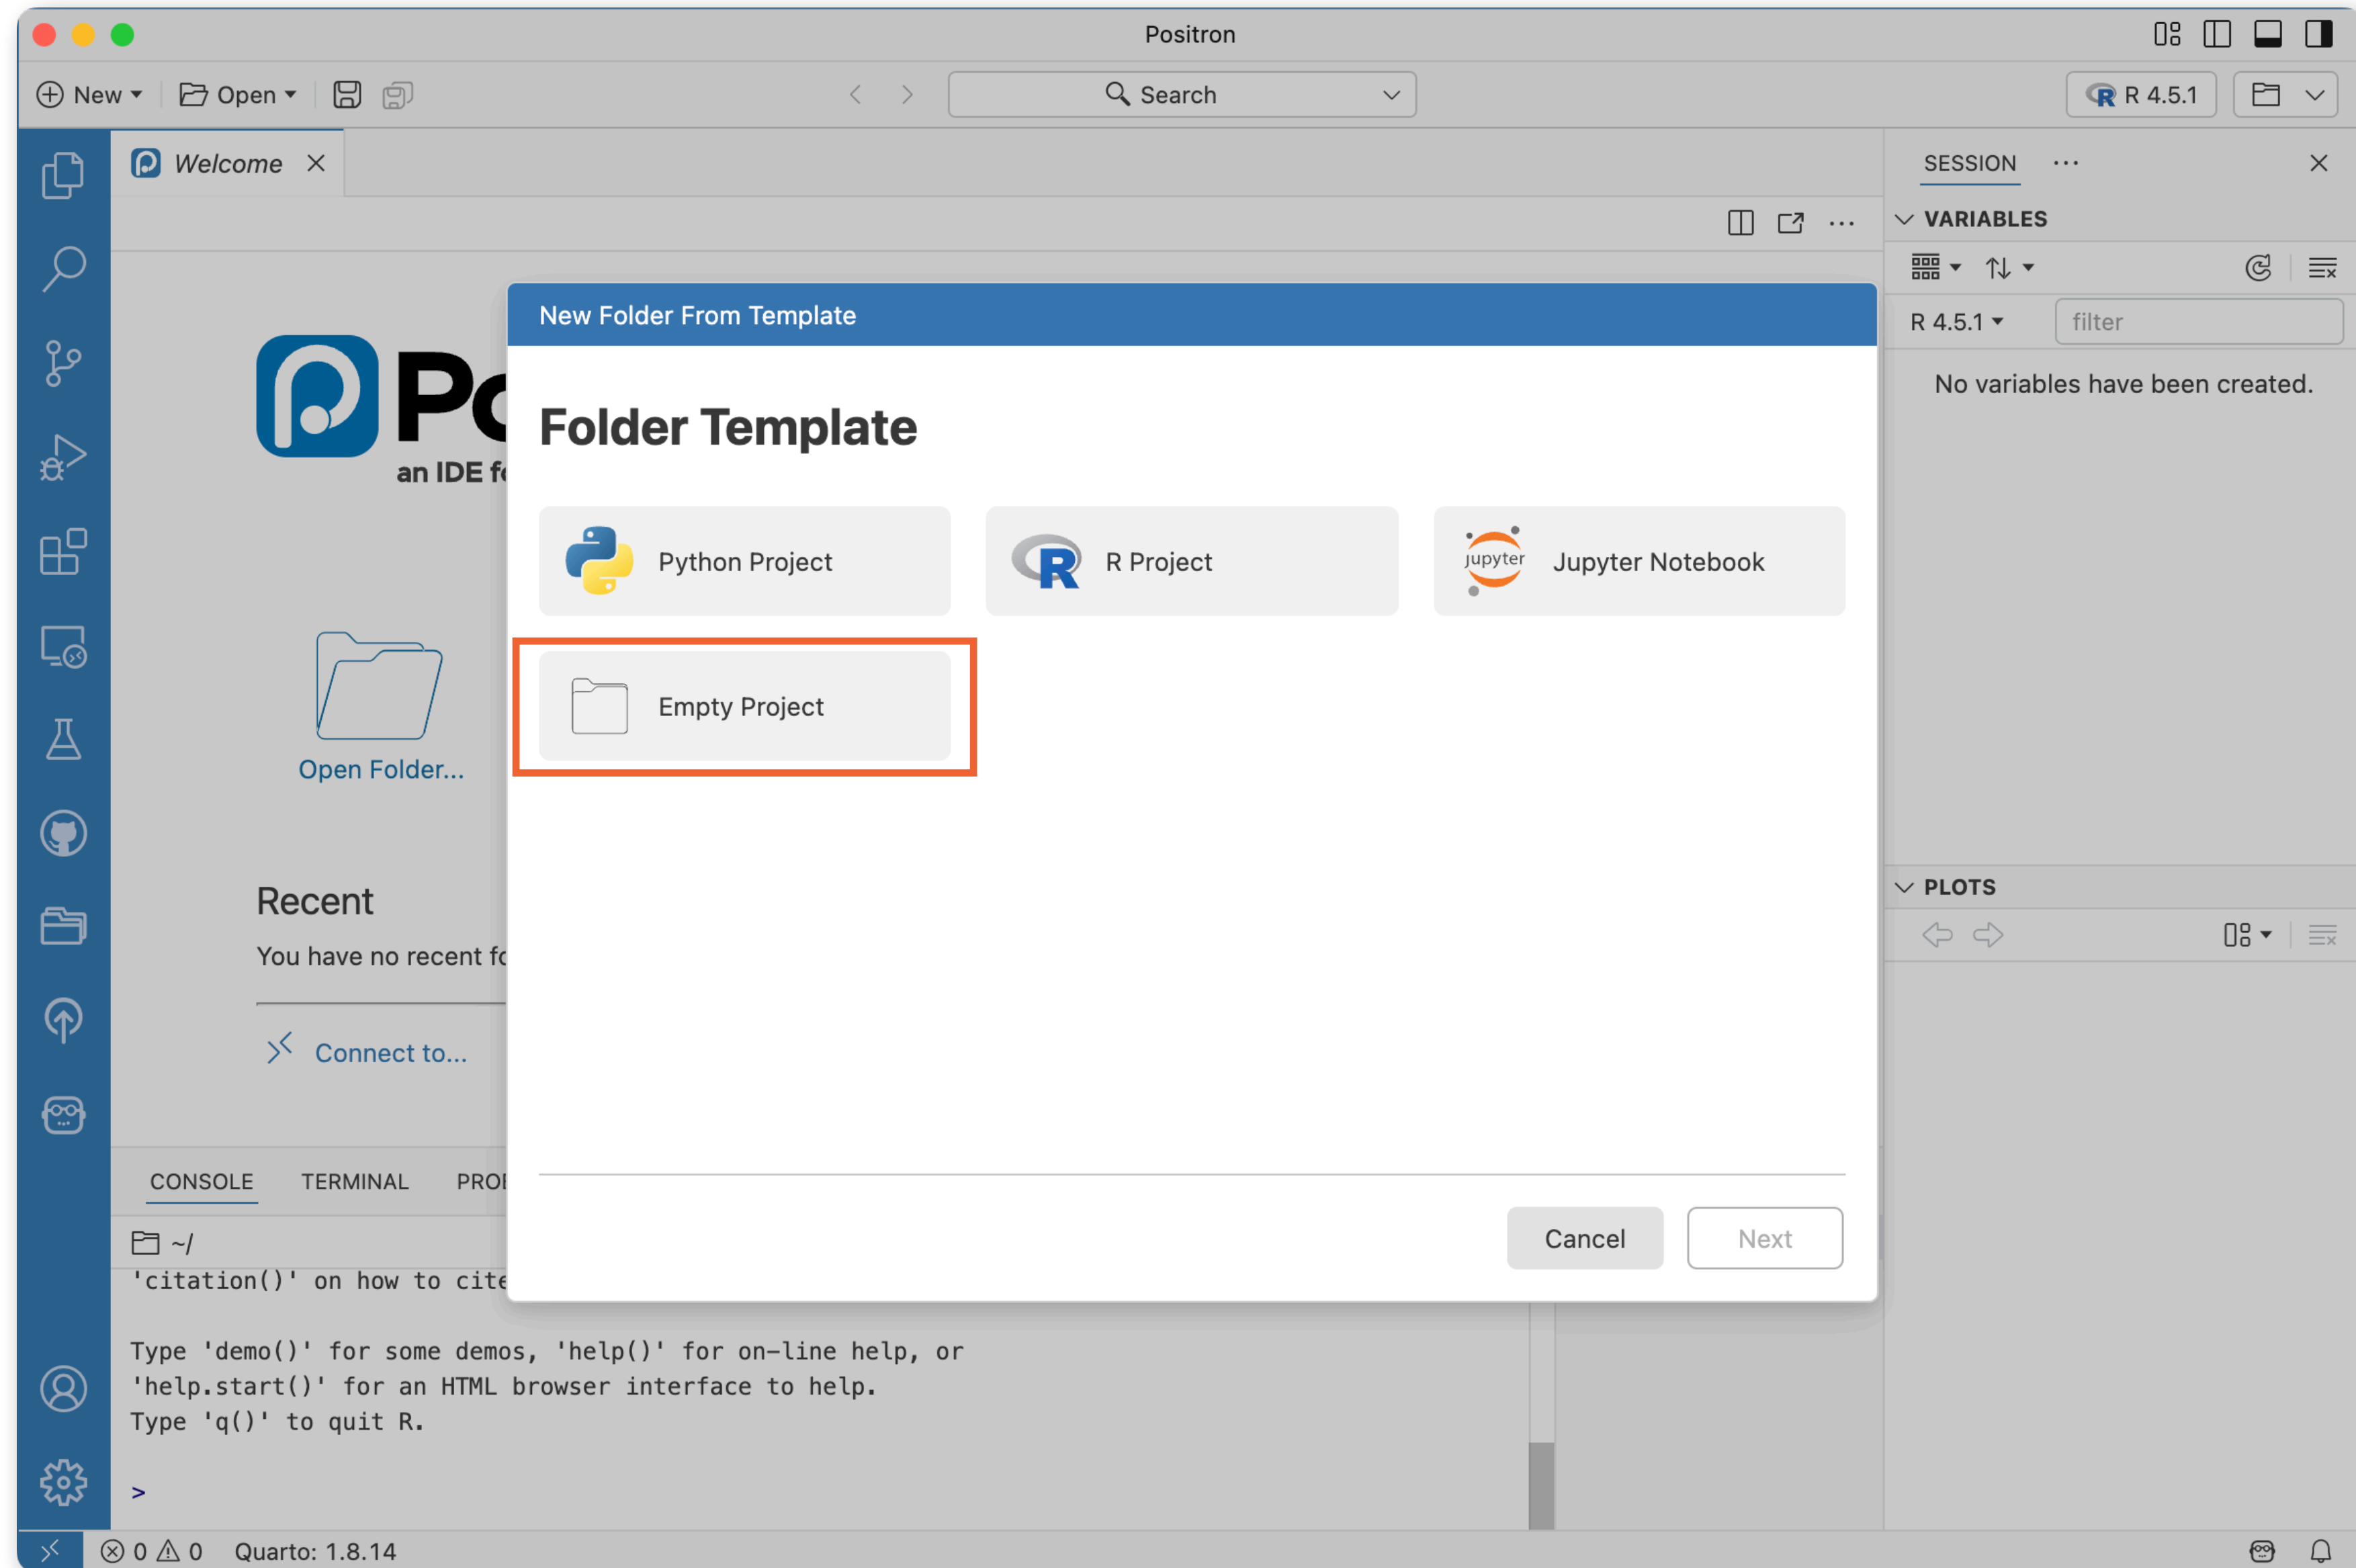 Positron
New
Open
Search
R 4.5.1
Welcome
SESSION
VARIABLES
R 4.5.1
filter
No variables have been created.
an IDE
Open Folder...
Recent
You have no recent
Connect to...
New Folder From Template
Folder Template
Python Project
R Project
jupyter
Jupyter Notebook
Empty Project
Cancel
Next
PLOTS
CONSOLE
TERMINAL
~/
'citation()' on how to cite
Type 'demo()' for some demos, 'help()' for on-line help, or
'help.start()' for an HTML browser interface to help.
Type 'q()' to quit R.
>
0 0 Quarto: 1.8.14